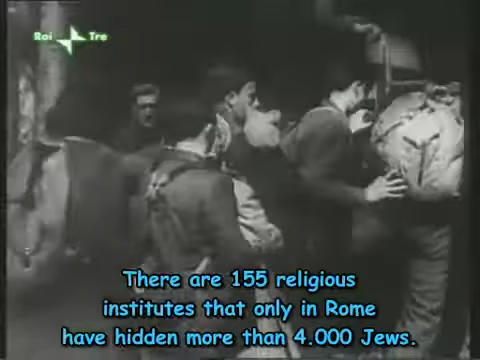 Rai Tre
There are 155 religious
institutes that only in Rome
have hidden more than 4.000 Jews.